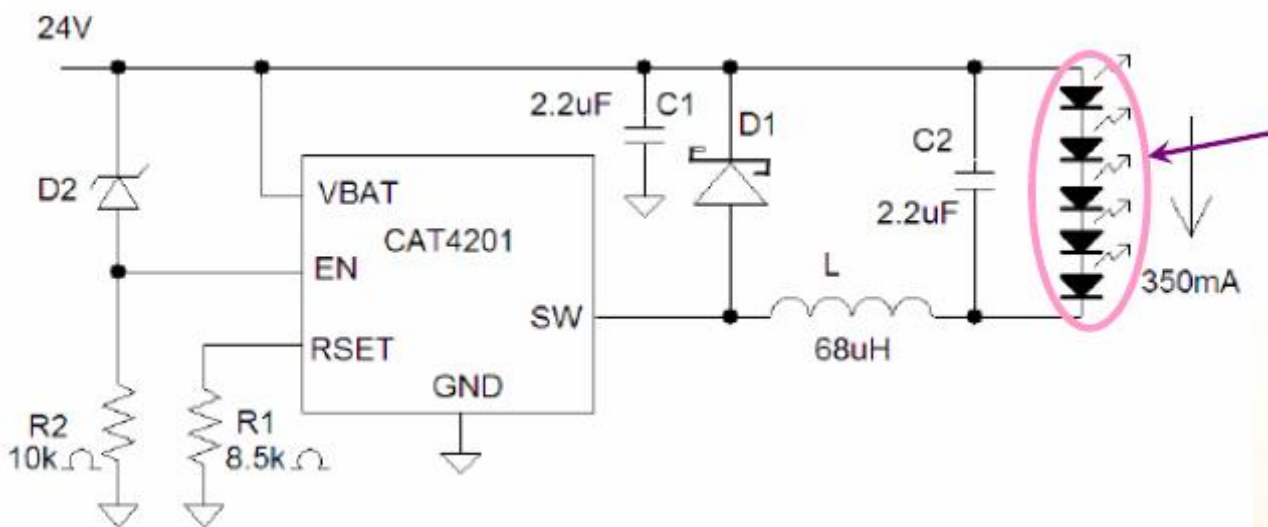 24V
2.2uF
C1
D1
C2
2.2uF
D2
VBAT
CAT4201
EN
SW
L
68uH
350mA
RSET
GND
R2
10kΩ
R1
8.5kΩ